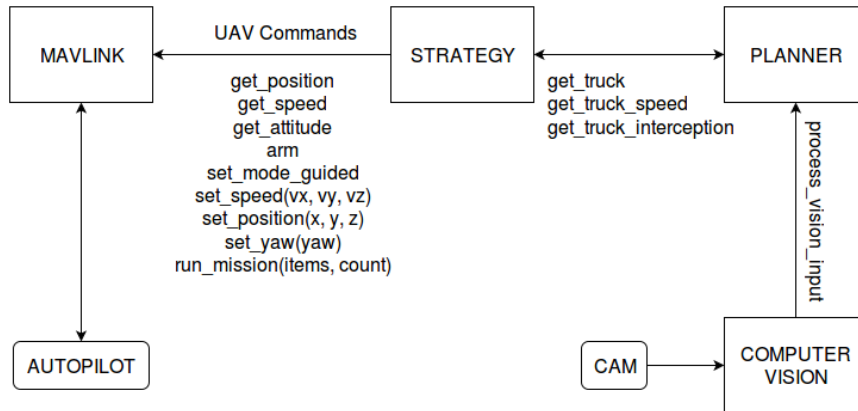 MAVLINK
UAV Commands
STRATEGY
PLANNER
get_position
get_speed
get_attitude
arm
set_mode_guided
set_speed(vx, vy, vz)
set_position(x, y, z)
set_yaw(yaw)
run_mission(items, count)
get_truck
get_truck_speed
get_truck_interception
process_vision_input
AUTOPILOT
CAM
COMPUTER
VISION